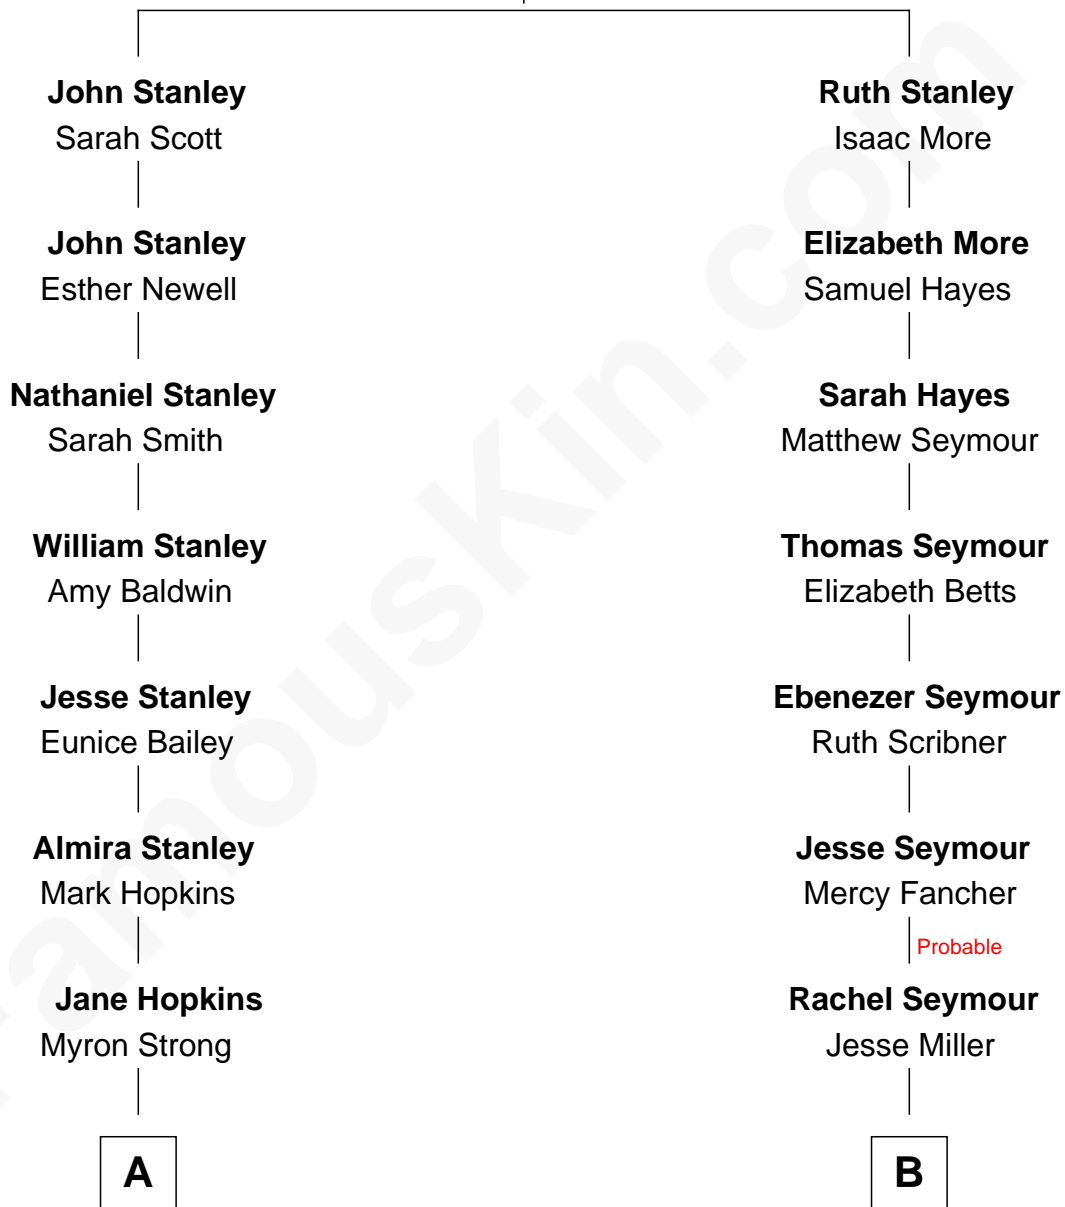 John Stanley
Sarah Scott
John Stanley
Esther Newell
Nathaniel Stanley
Sarah Smith
William Stanley
Amy Baldwin
Jesse Stanley
Eunice Bailey
Almira Stanley
Mark Hopkins
Jane Hopkins
Myron Strong
A
Ruth Stanley
Isaac More
Elizabeth More
Samuel Hayes
Sarah Hayes
Matthew Seymour
Thomas Seymour
Elizabeth Betts
Ebenezer Seymour
Ruth Scribner
Jesse Seymour
Mercy Fancher
Probable
Rachel Seymour
Jesse Miller
B
FamousKin.com